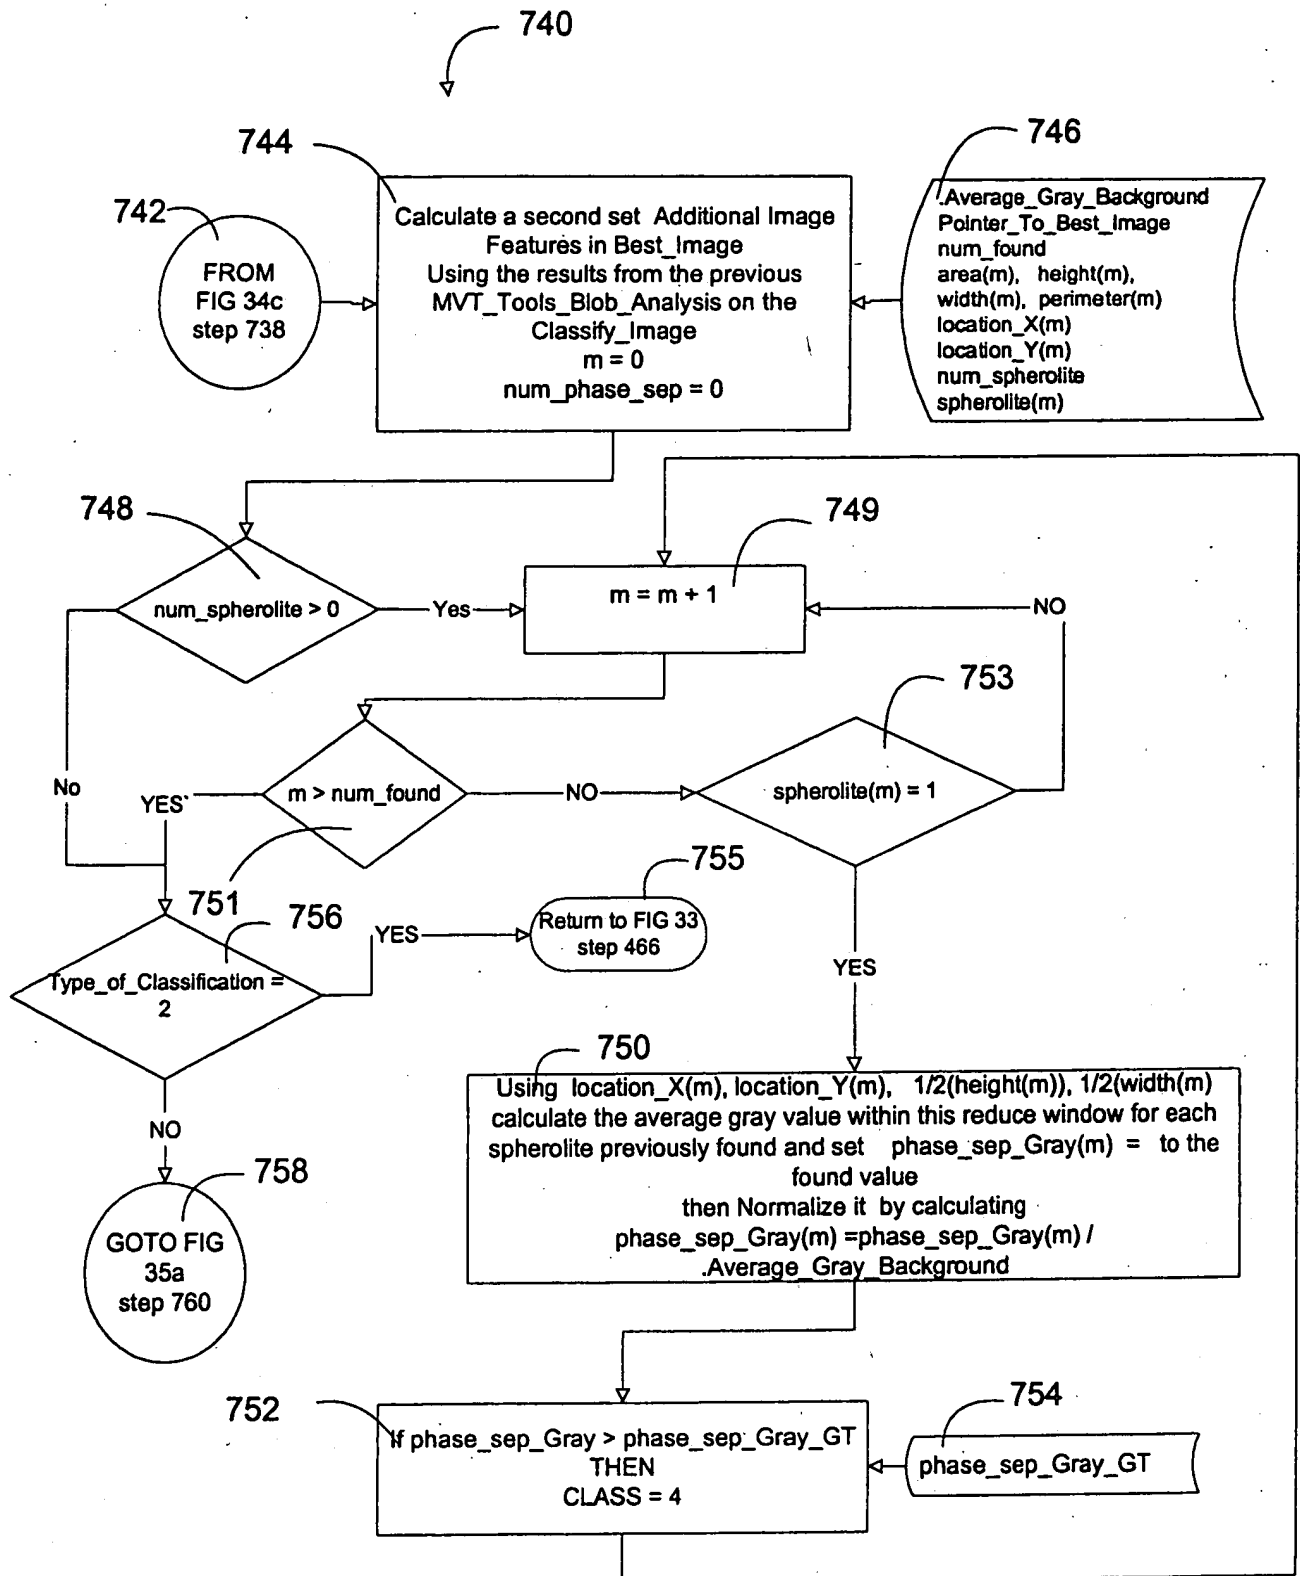 740
744
746
742
FROM
FIG 34c
step 738
Calculate a second set Additional Image
Features in Best_Image
Using the results from the previous
MVT_Tools_Blob_Analysis on the
Classify_Image
m = 0
num_phase_sep = 0
.Average_Gray_Background
Pointer_To_Best_Image
num_found
area(m), height(m),
width(m), perimeter(m)
location_X(m)
location_Y(m)
num_spherolite
spherolite(m)
748
749
num_spherolite > 0
Yes
m = m + 1
NO
753
No
YES
m > num_found
NO
spherolite(m) = 1
751
755
756
Type_of_Classification =
2
YES
Return to FIG 33
step 466
YES
NO
750
Using location_X(m), location_Y(m), 1/2(height(m)), 1/2(width(m)
calculate the average gray value within this reduce window for each
spherolite previously found and set phase_sep_Gray(m) = to the
found value
then Normalize it by calculating
phase_sep_Gray(m) =phase_sep_Gray(m) /
.Average_Gray_Background
758
GOTO FIG
35a
step 760
752
If phase_sep_Gray > phase_sep_Gray_GT
THEN
CLASS = 4
754
phase_sep_Gray_GT